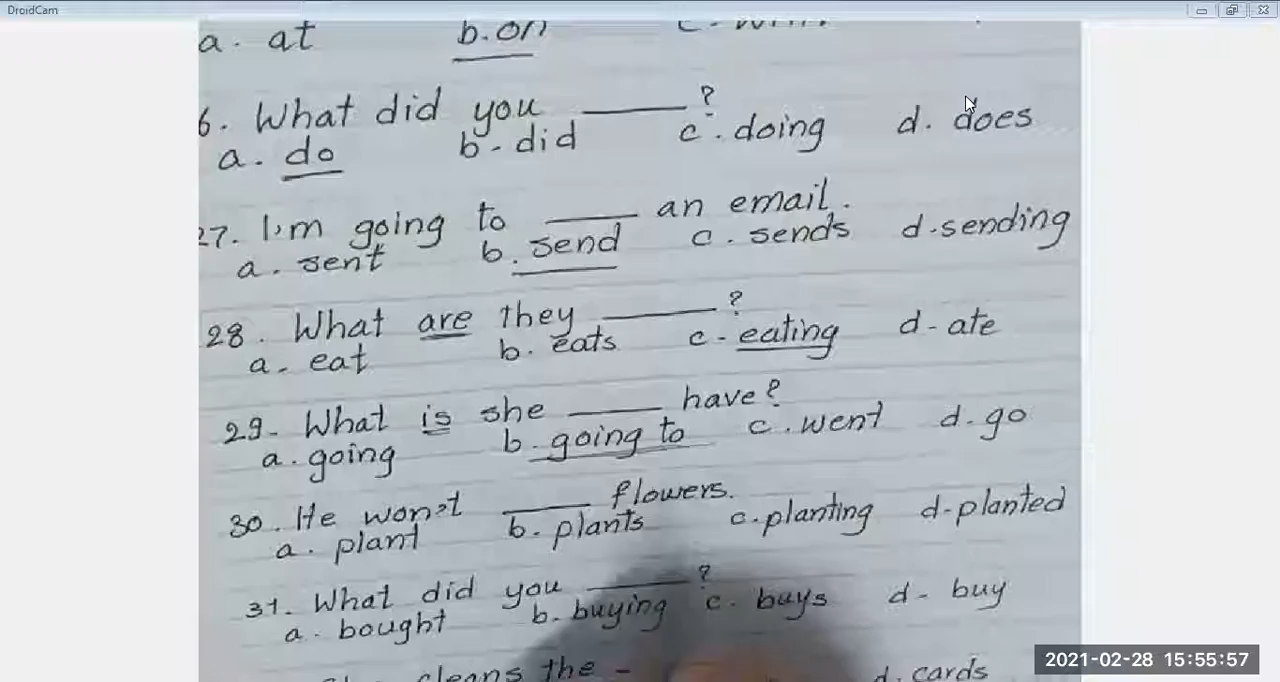 DroidCam
a. at b. on
6. What did you ______?
a. do b. did c. doing d. does
27. I'm going to _____ an email.
a. sent b. send c. sends d. sending
28. What are they ______?
a. eat b. eats c. eating d. ate
29. What is she _____ have?
a. going b. going to c. went d. go
30. He won't _____ flowers.
a. plant b. plants c. planting d. planted
31. What did you ______?
a. bought b. buying c. buys d. buy
cleans the
d. cards
2021-02-28 15:55:57